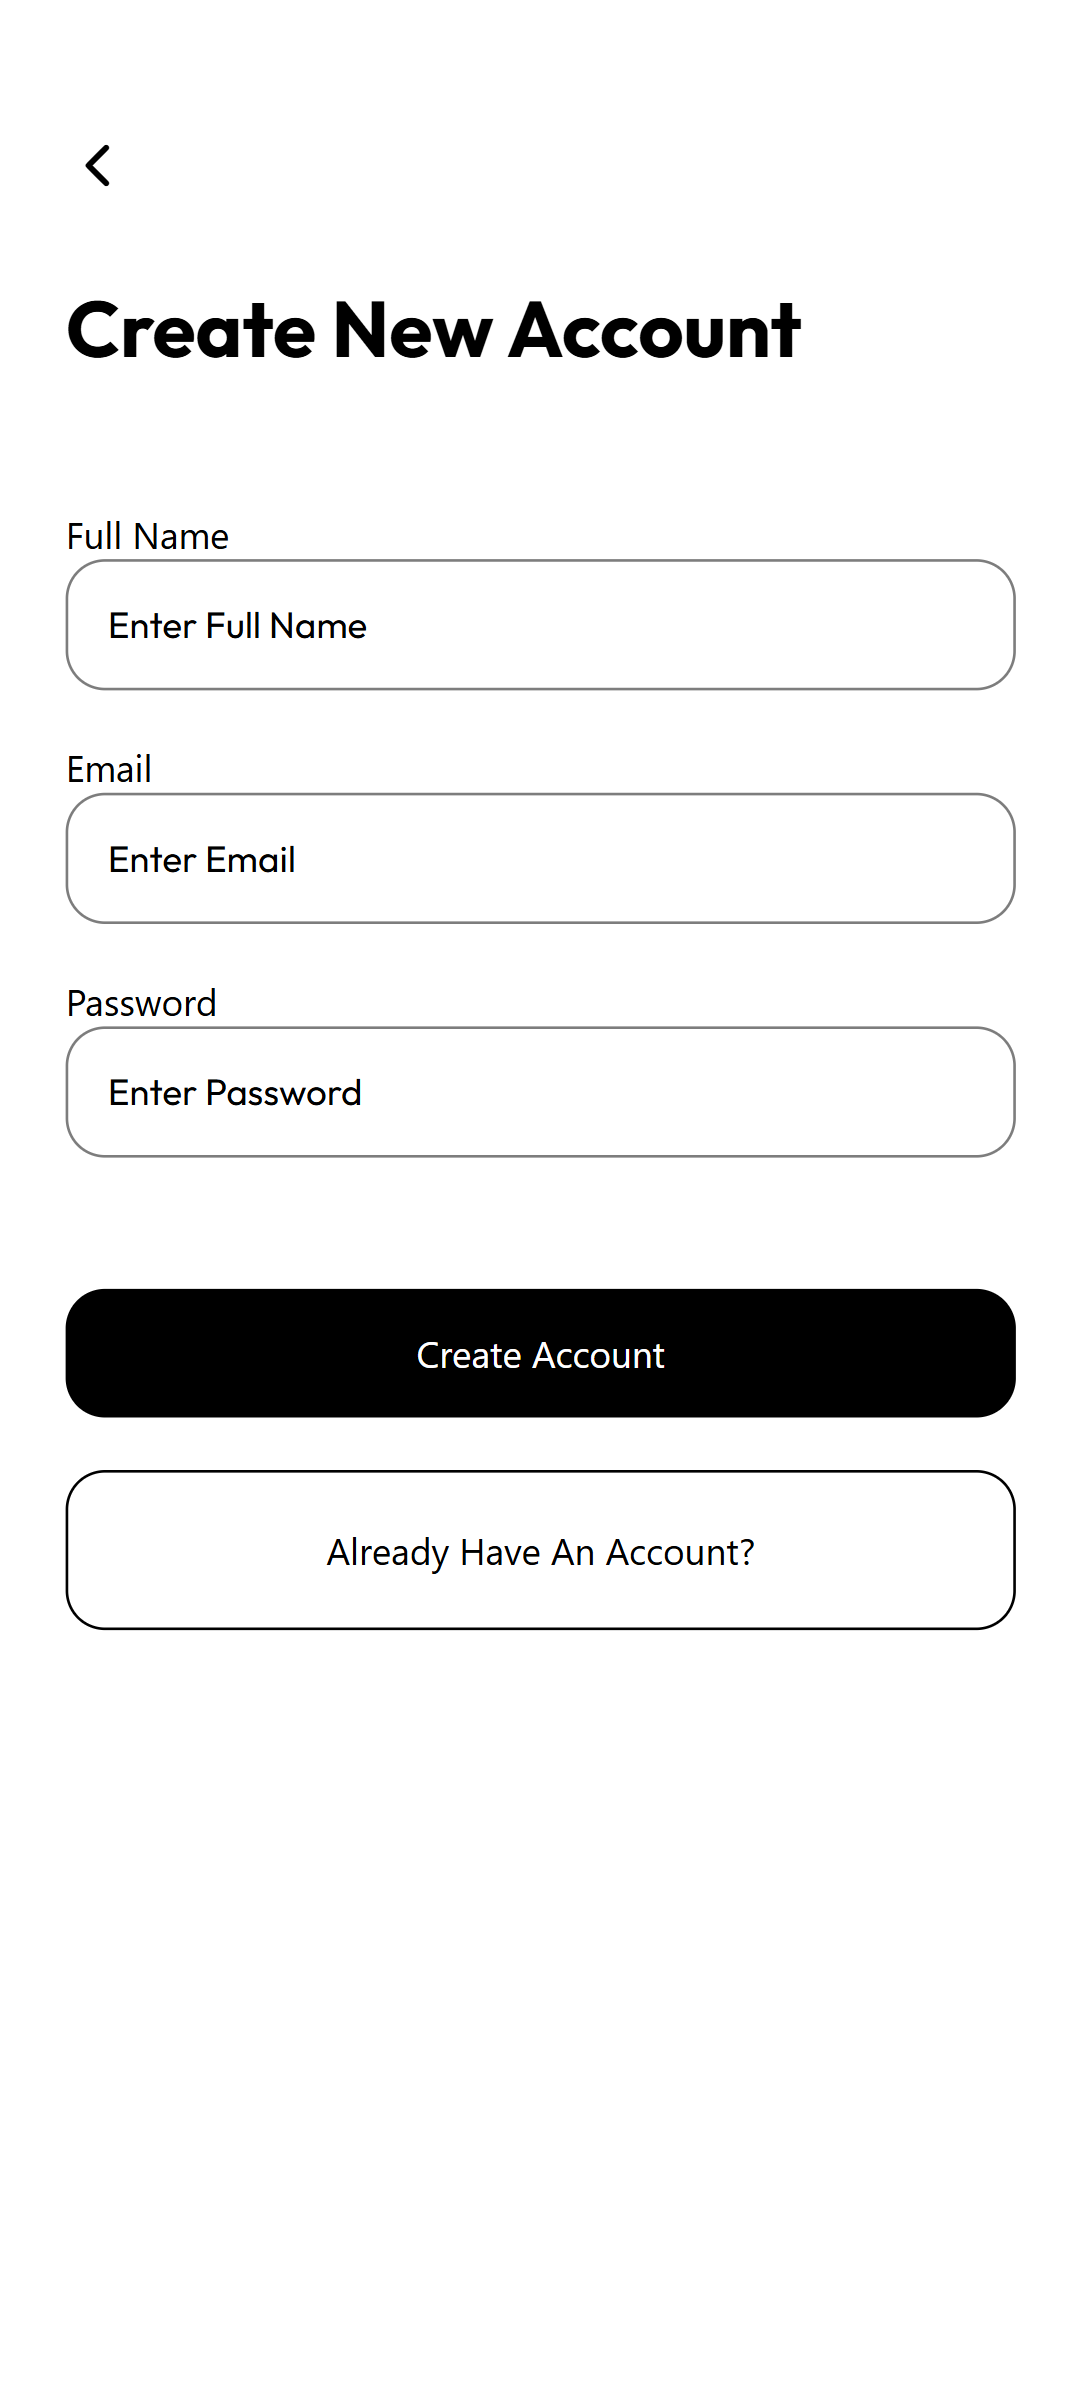 Create New Account
Full Name
Enter Full Name
Email
Enter Email
Password
Enter Password
Create Account
Already Have An Account?